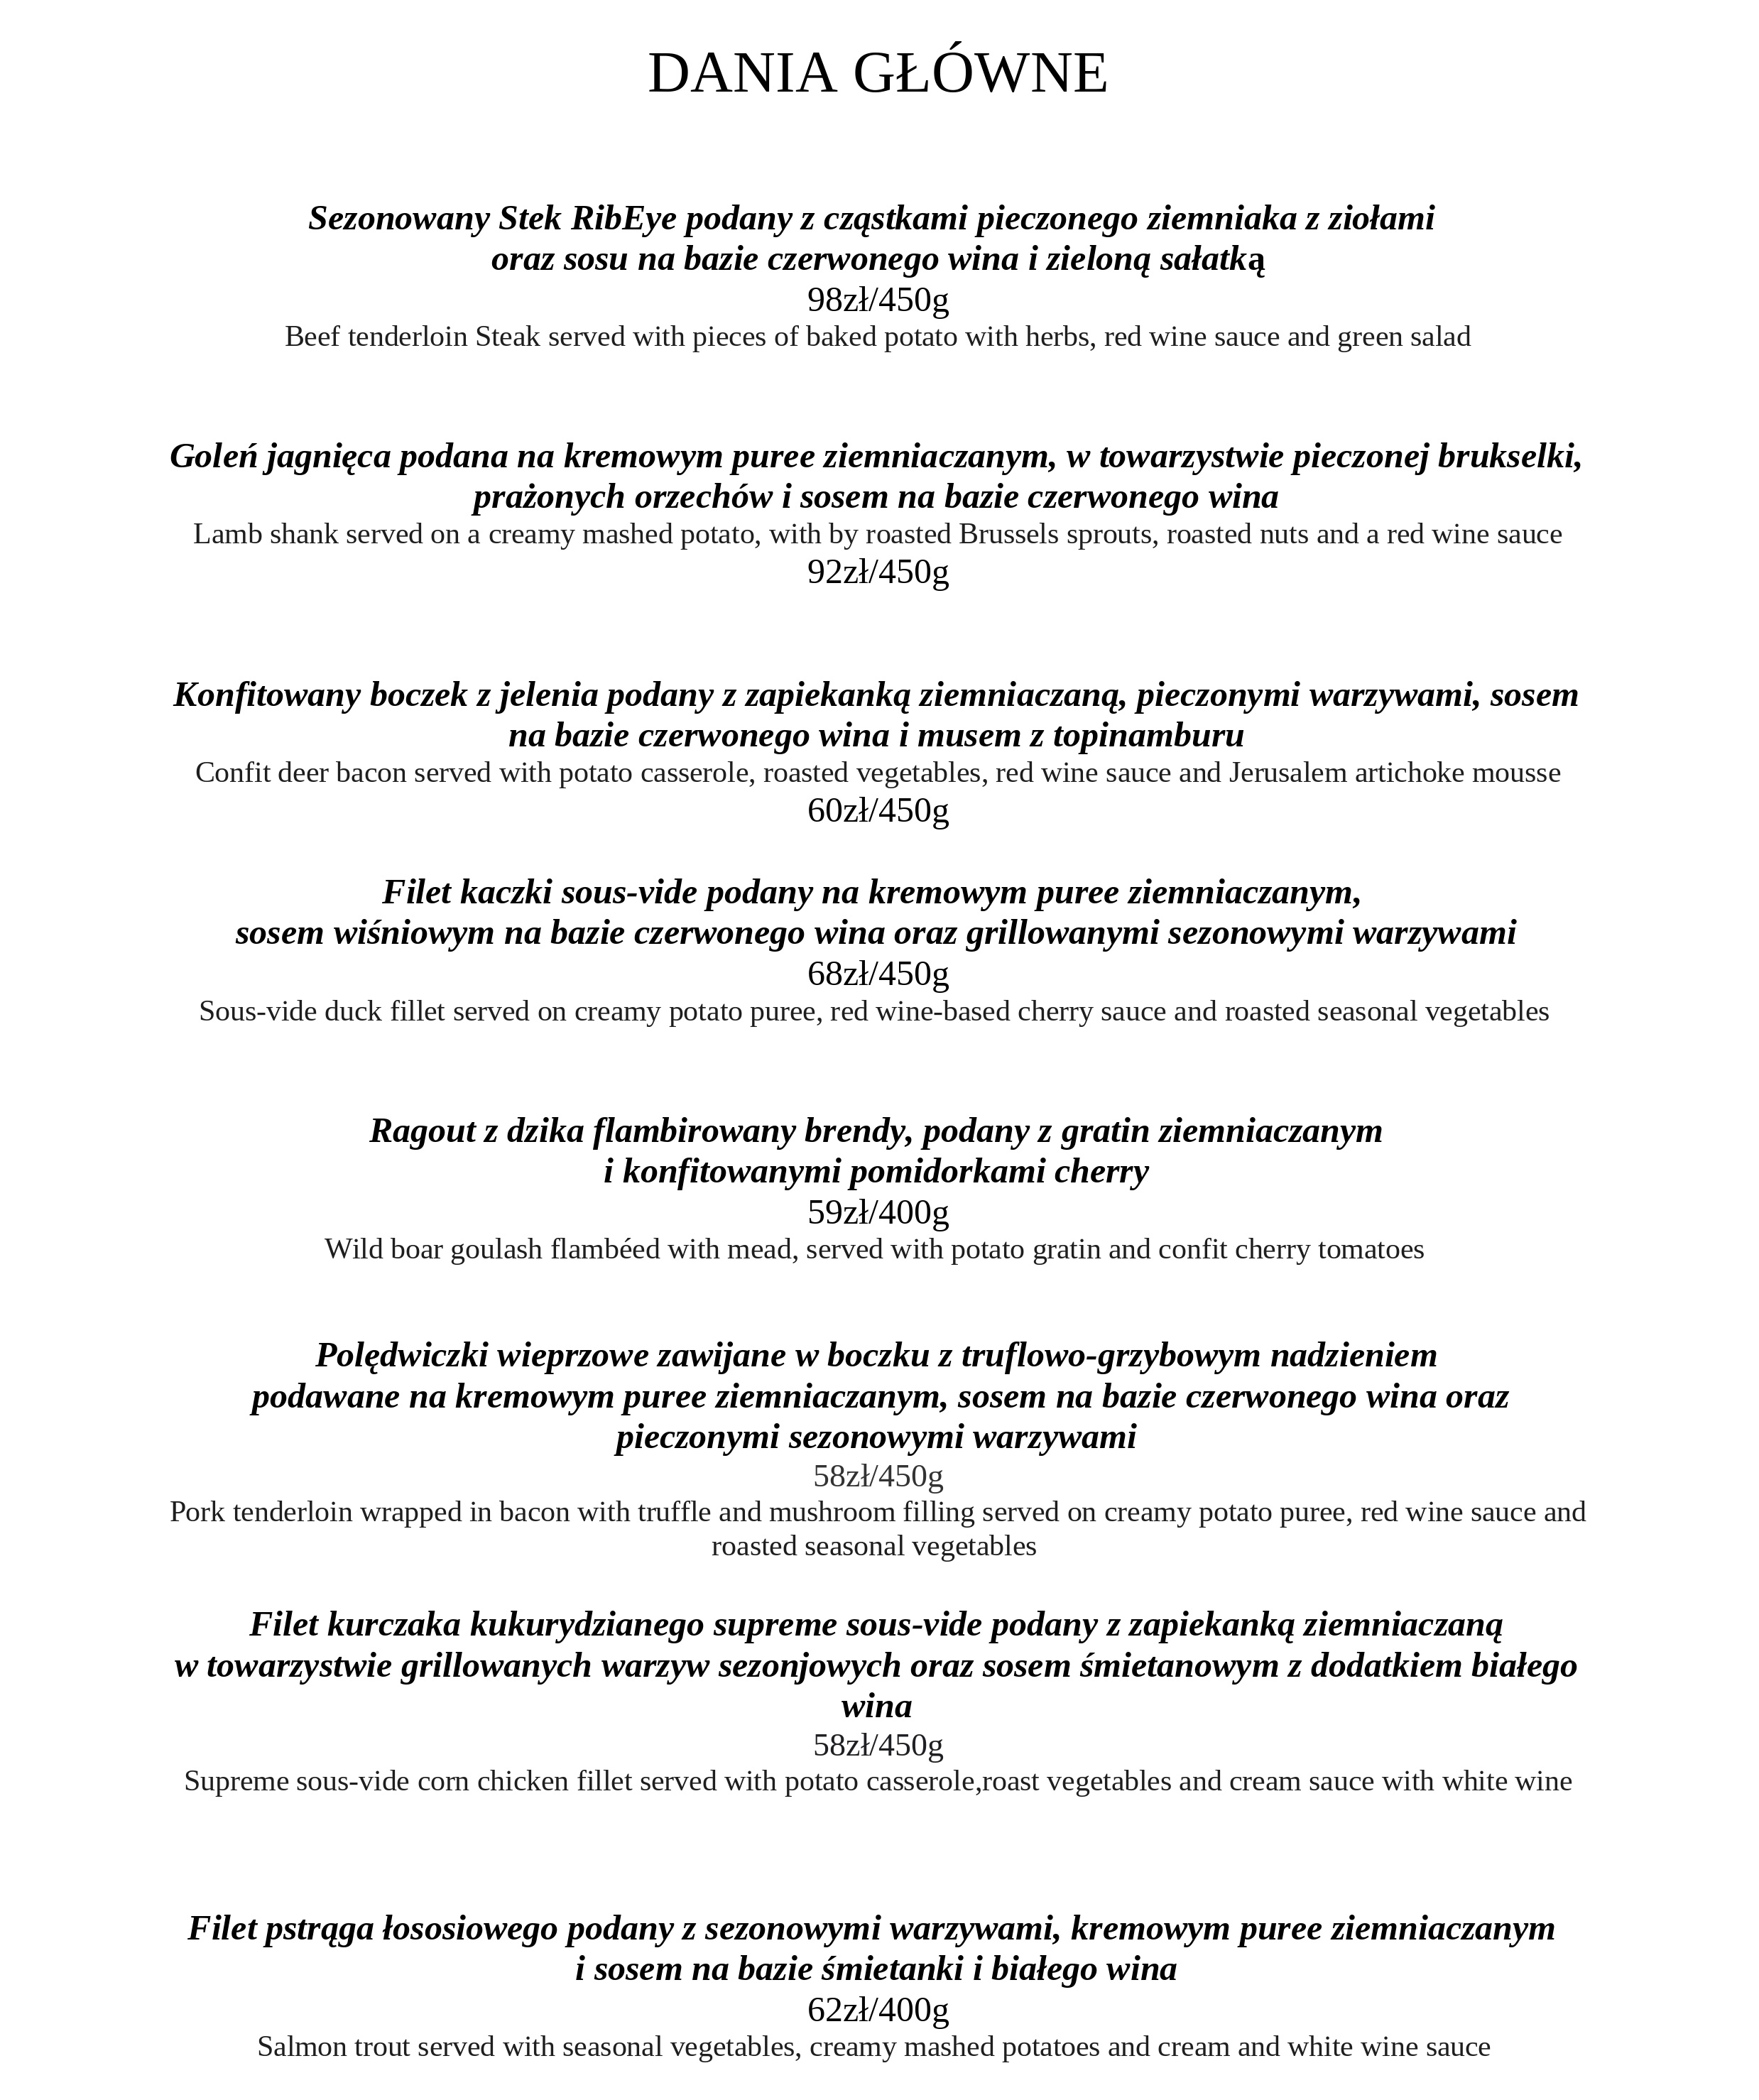 DANIA GŁÓWNE
Sezonowany Stek RibEye podany z cząstkami pieczonego ziemniaka z ziołami
oraz sosu na bazie czerwonego wina i zieloną sałatką
98zł/450g
Beef tenderloin Steak served with pieces of baked potato with herbs, red wine sauce and green salad
Goleń jagnięca podana na kremowym puree ziemniaczanym, w towarzystwie pieczonej brukselki,
prażonych orzechów i sosem na bazie czerwonego wina
Lamb shank served on a creamy mashed potato, with by roasted Brussels sprouts, roasted nuts and a red wine sauce
92zł/450g
Konfitowany boczek z jelenia podany z zapiekanką ziemniaczaną, pieczonymi warzywami, sosem
na bazie czerwonego wina i musem z topinamburu
Confit deer bacon served with potato casserole, roasted vegetables, red wine sauce and Jerusalem artichoke mousse
60zł/450g
Filet kaczki sous-vide podany na kremowym puree ziemniaczanym,
sosem wiśniowym na bazie czerwonego wina oraz grillowanymi sezonowymi warzywami
68zł/450g
Sous-vide duck fillet served on creamy potato puree, red wine-based cherry sauce and roasted seasonal vegetables
Ragout z dzika flambirowany brendy, podany z gratin ziemniaczanym
i konfitowanymi pomidorkami cherry
59zł/400g
Wild boar goulash flambéed with mead, served with potato gratin and confit cherry tomatoes
Polędwiczki wieprzowe zawijane w boczku z truflowo-grzybowym nadzieniem
podawane na kremowym puree ziemniaczanym, sosem na bazie czerwonego wina oraz
pieczonymi sezonowymi warzywami
58zł/450g
Pork tenderloin wrapped in bacon with truffle and mushroom filling served on creamy potato puree, red wine sauce and
roasted seasonal vegetables
Filet kurczaka kukurydzianego supreme sous-vide podany z zapiekanką ziemniaczaną
w towarzystwie grillowanych warzyw sezonjowych oraz sosem śmietanowym z dodatkiem białego
wina
58zł/450g
Supreme sous-vide corn chicken fillet served with potato casserole,roast vegetables and cream sauce with white wine
Filet pstrąga łososiowego podany z sezonowymi warzywami, kremowym puree ziemniaczanym
i sosem na bazie śmietanki i białego wina
62zł/400g
Salmon trout served with seasonal vegetables, creamy mashed potatoes and cream and white wine sauce